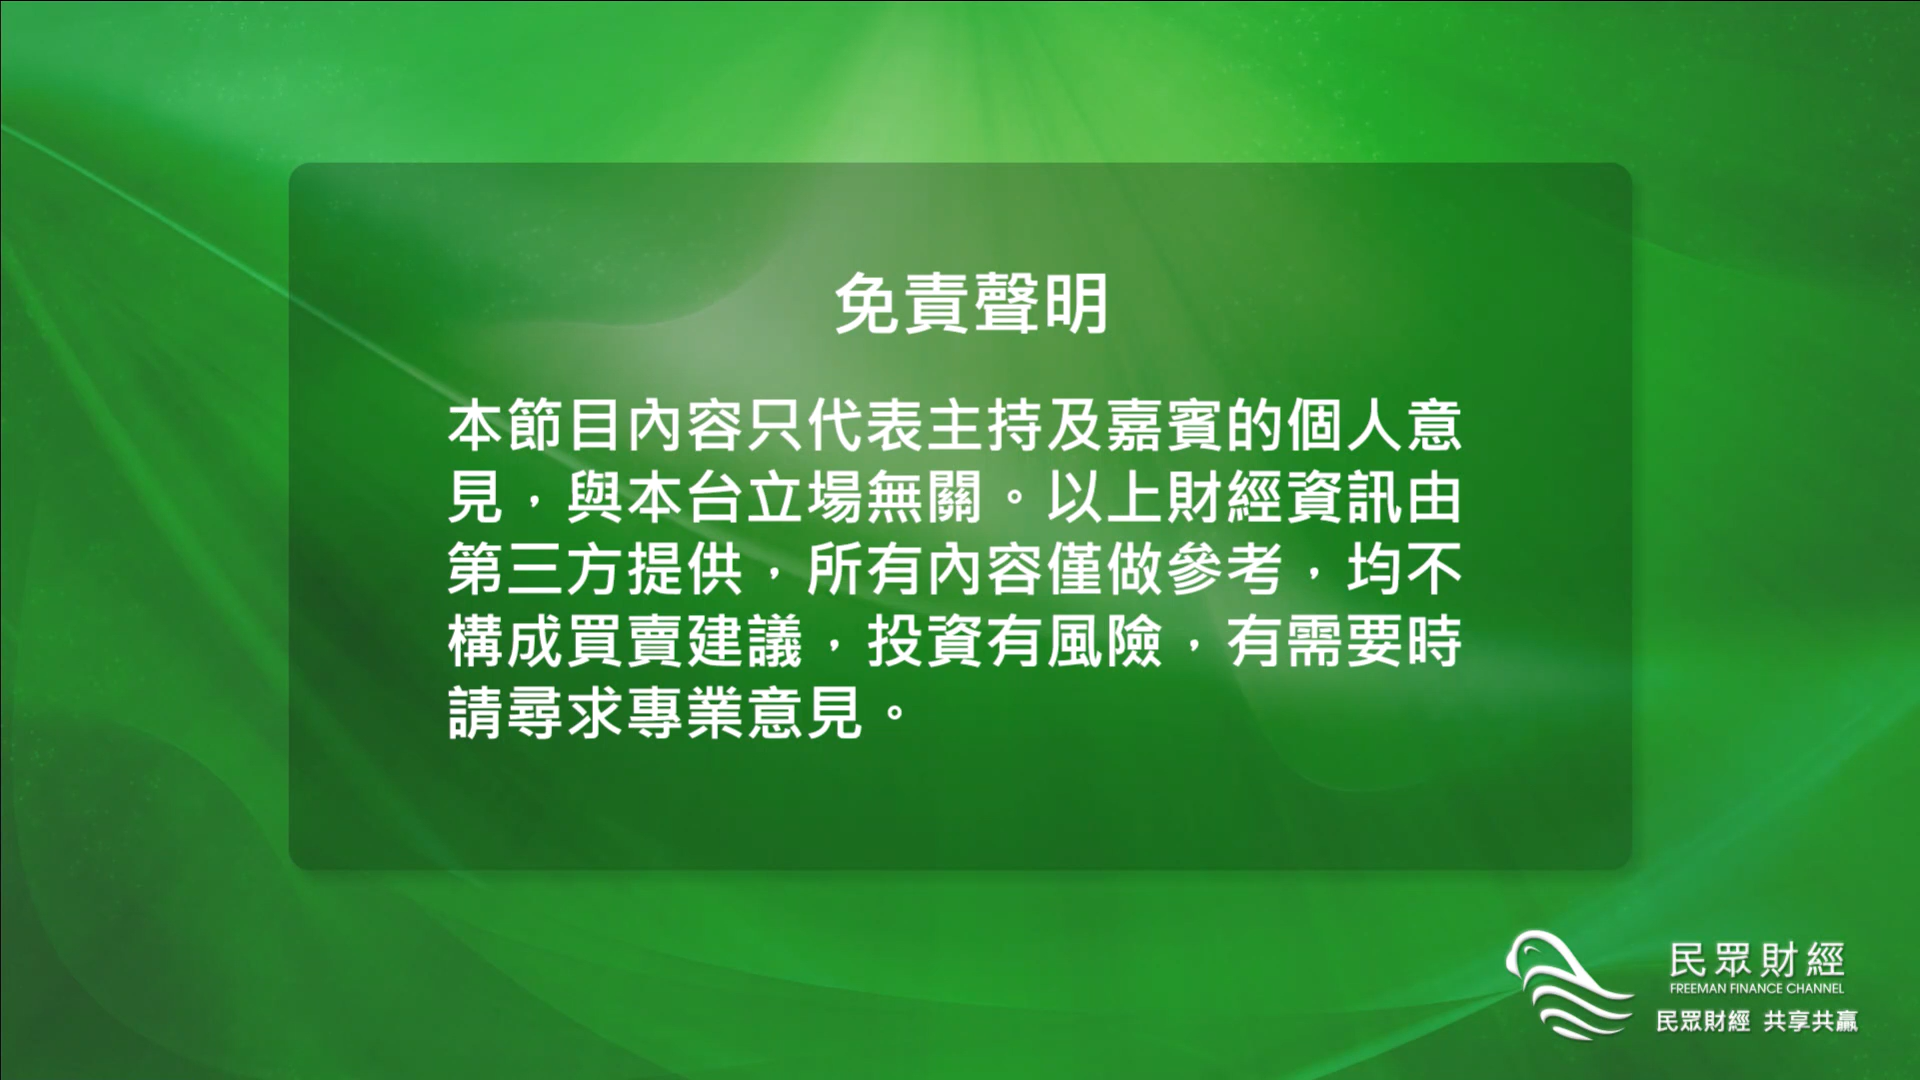 免責聲明
本節目內容只代表主持及嘉賓的個人意
見，與本台立場無關。以上財經資訊由
第三方提供，所有內容僅做參考，均不
構成買賣建議，投資有風險，有需要時
請尋求專業意見。
民眾財經
FREEMAN FINANCE CHANNEL
民眾財經 共享共贏